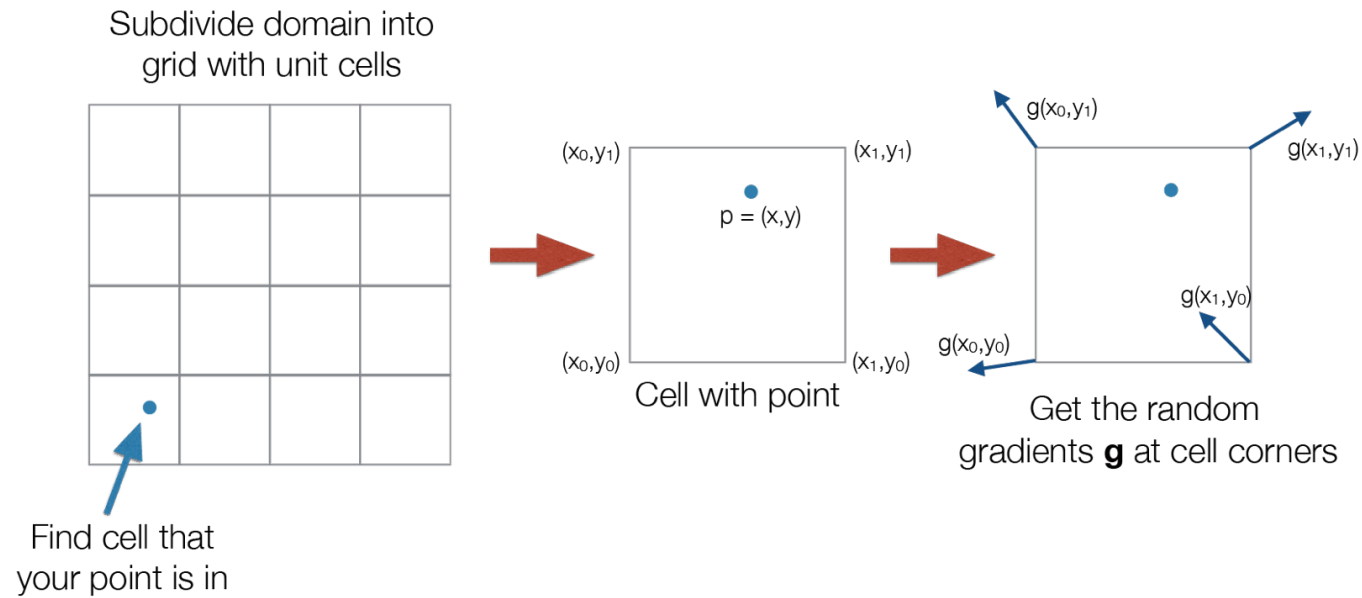 Subdivide domain into
grid with unit cells
Find cell that
your point is in
(x₀,y₁)
(x₁,y₁)
p = (x,y)
(x₀,y₀)
(x₁,y₀)
Cell with point
g(x₀,y₁)
g(x₁,y₁)
g(x₁,y₀)
g(x₀,y₀)
Get the random
gradients g at cell corners